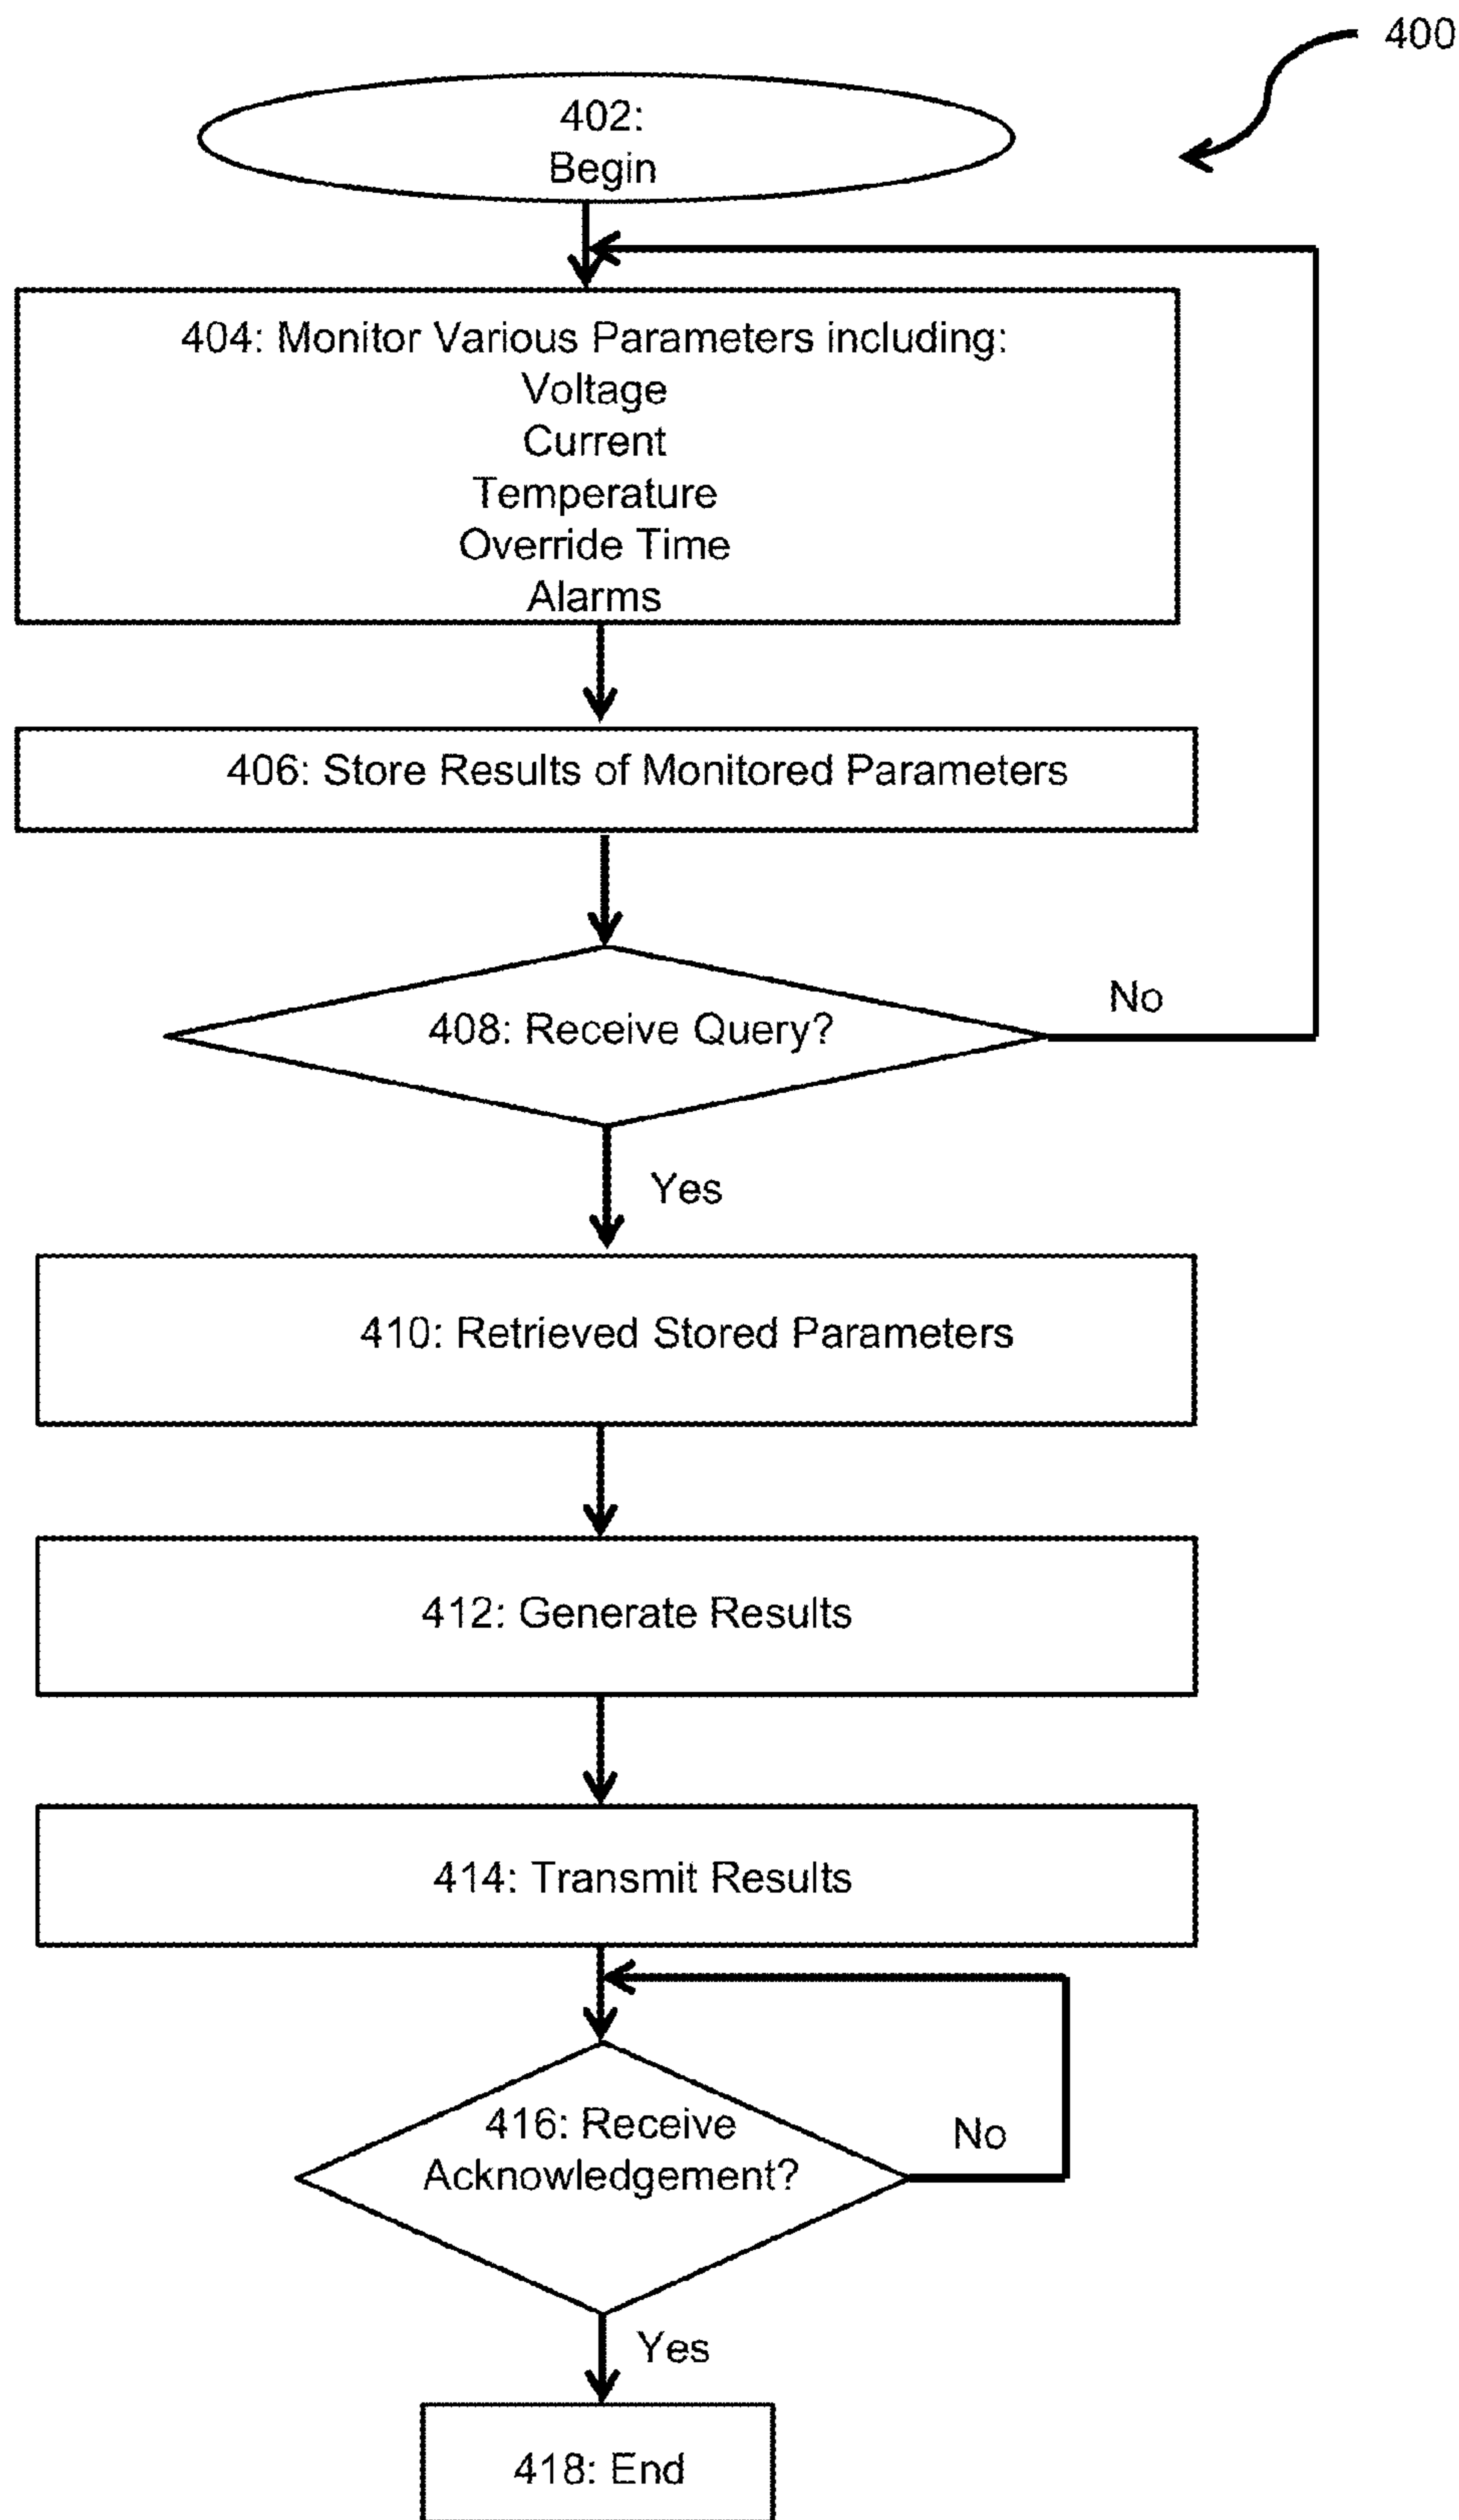 400
402:
Begin
404: Monitor Various Parameters including:
Voltage
Current
Temperature
Override Time
Alarms
406: Store Results of Monitored Parameters
408: Receive Query?
No
Yes
410: Retrieved Stored Parameters
412: Generate Results
414: Transmit Results
416: Receive
Acknowledgement?
No
Yes
418: End